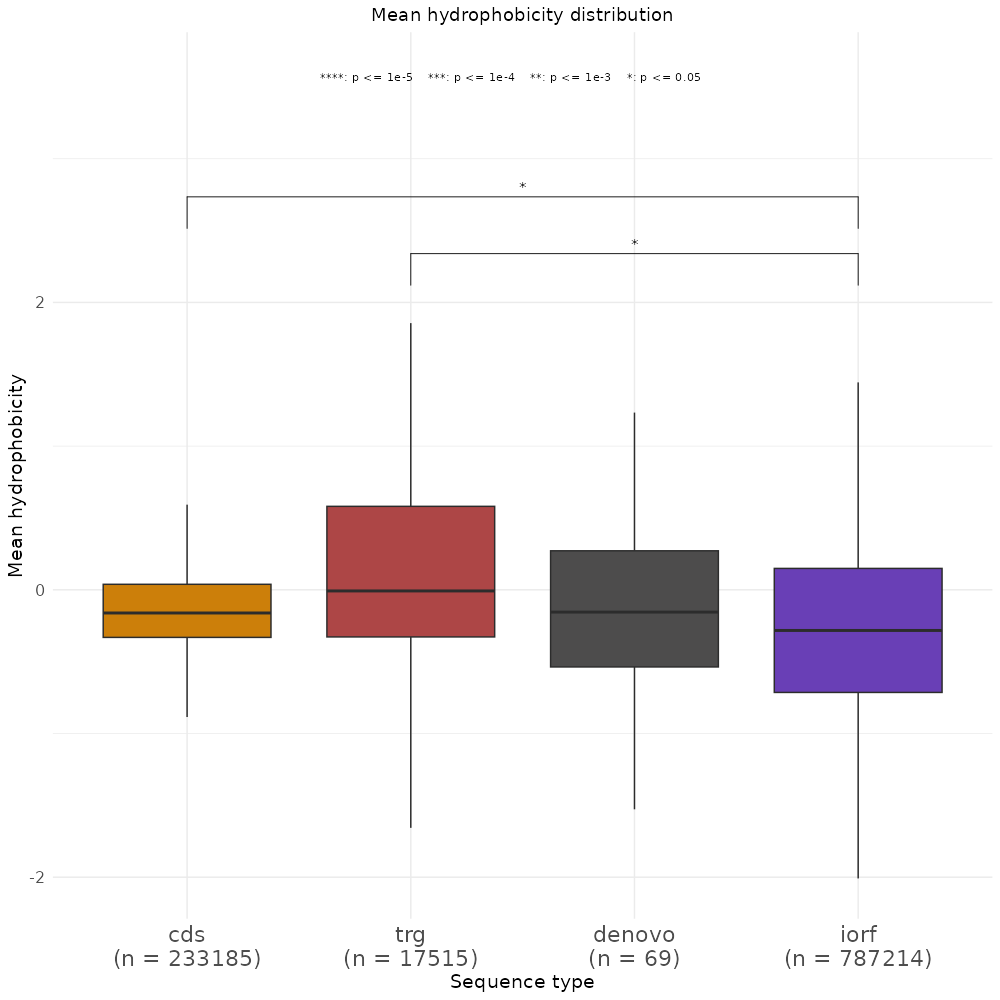 Mean hydrophobicity distribution
****: p <= 1e-5 ***: p <= 1e-4 **: p <= 1e-3 *: p <= 0.05
*
*
Mean hydrophobicity
2
0
-2
cds trg denovo iorf
(n = 233185) (n = 17515) (n = 69) (n = 787214)
Sequence type